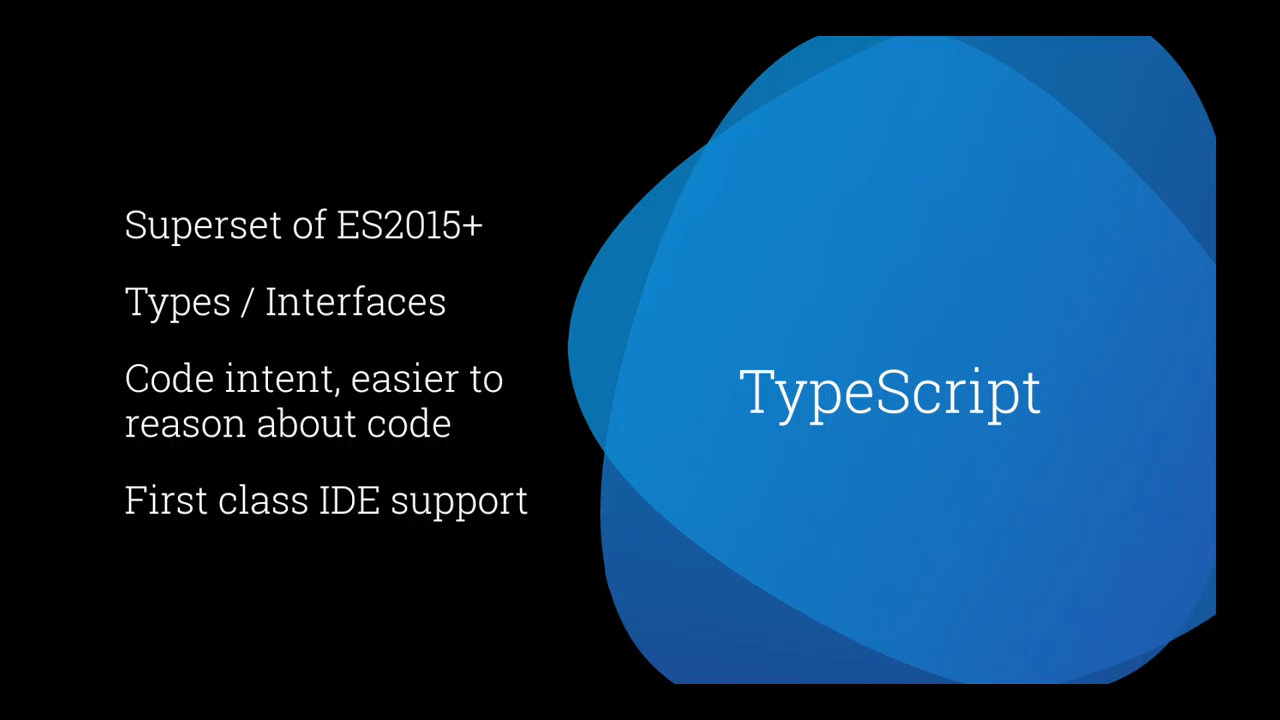 Superset of ES2015+
Types / Interfaces
Code intent, easier to
reason about code
First class IDE support
TypeScript